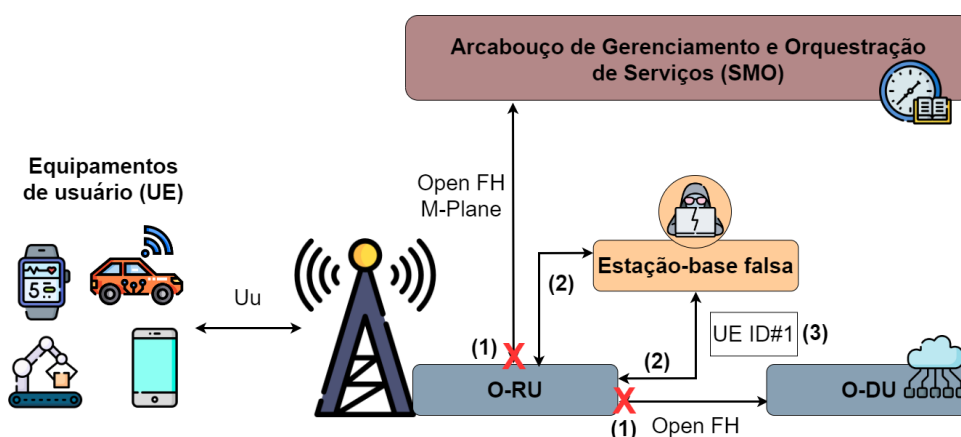 Arcabouço de Gerenciamento e Orquestração
de Serviços (SMO)
Equipamentos
de usuário (UE)
Open FH
M-Plane
5
Uu
(2)
Estação-base falsa
(1)
(2)
UE ID#1
(3)
X
O-RU
X
O-DU
(1)
Open FH